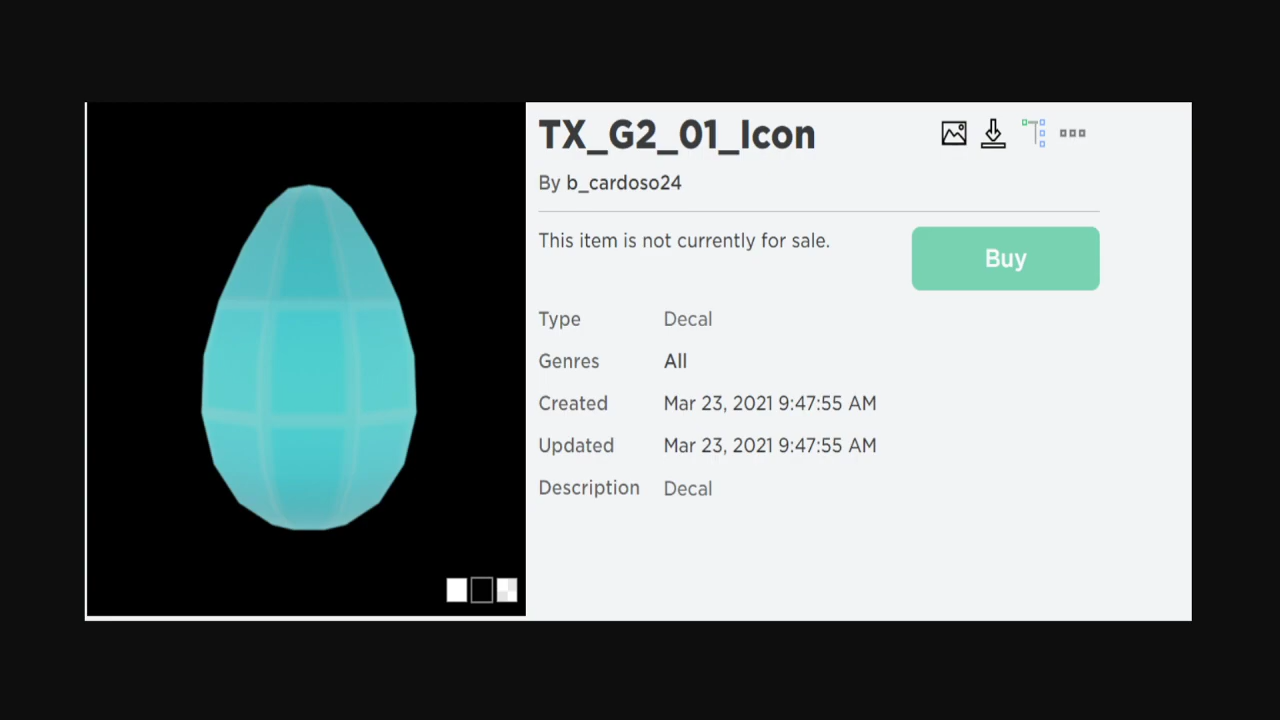 TX_G2_01_Icon
By b_cardoso24
This item is not currently for sale.
Buy
Type Decal
Genres All
Created Mar 23, 2021 9:47:55 AM
Updated Mar 23, 2021 9:47:55 AM
Description Decal